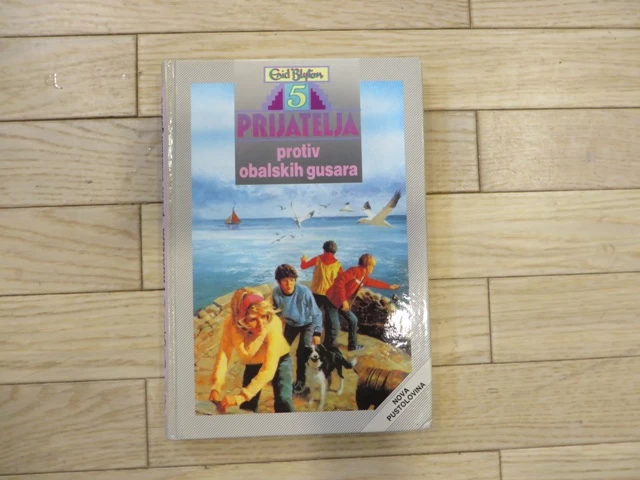 Enid Blyton
5
PRIJATELJA
protiv
obalskih gusara
NOVA
PUSTOLOVINA